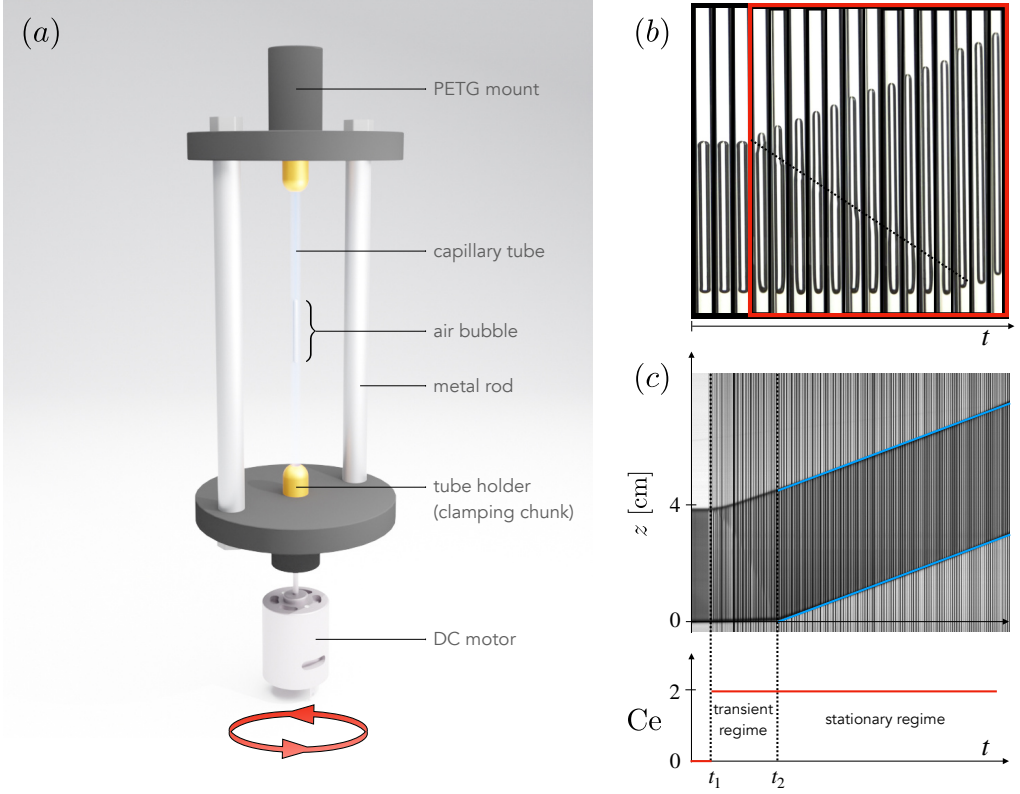 (a)
PETG mount
capillary tube
air bubble
metal rod
tube holder
(clamping chunk)
DC motor
(b)
t
(c)
z [cm]
4
0
Ce
2
0
transient
regime
stationary regime
t
t₁
t₂